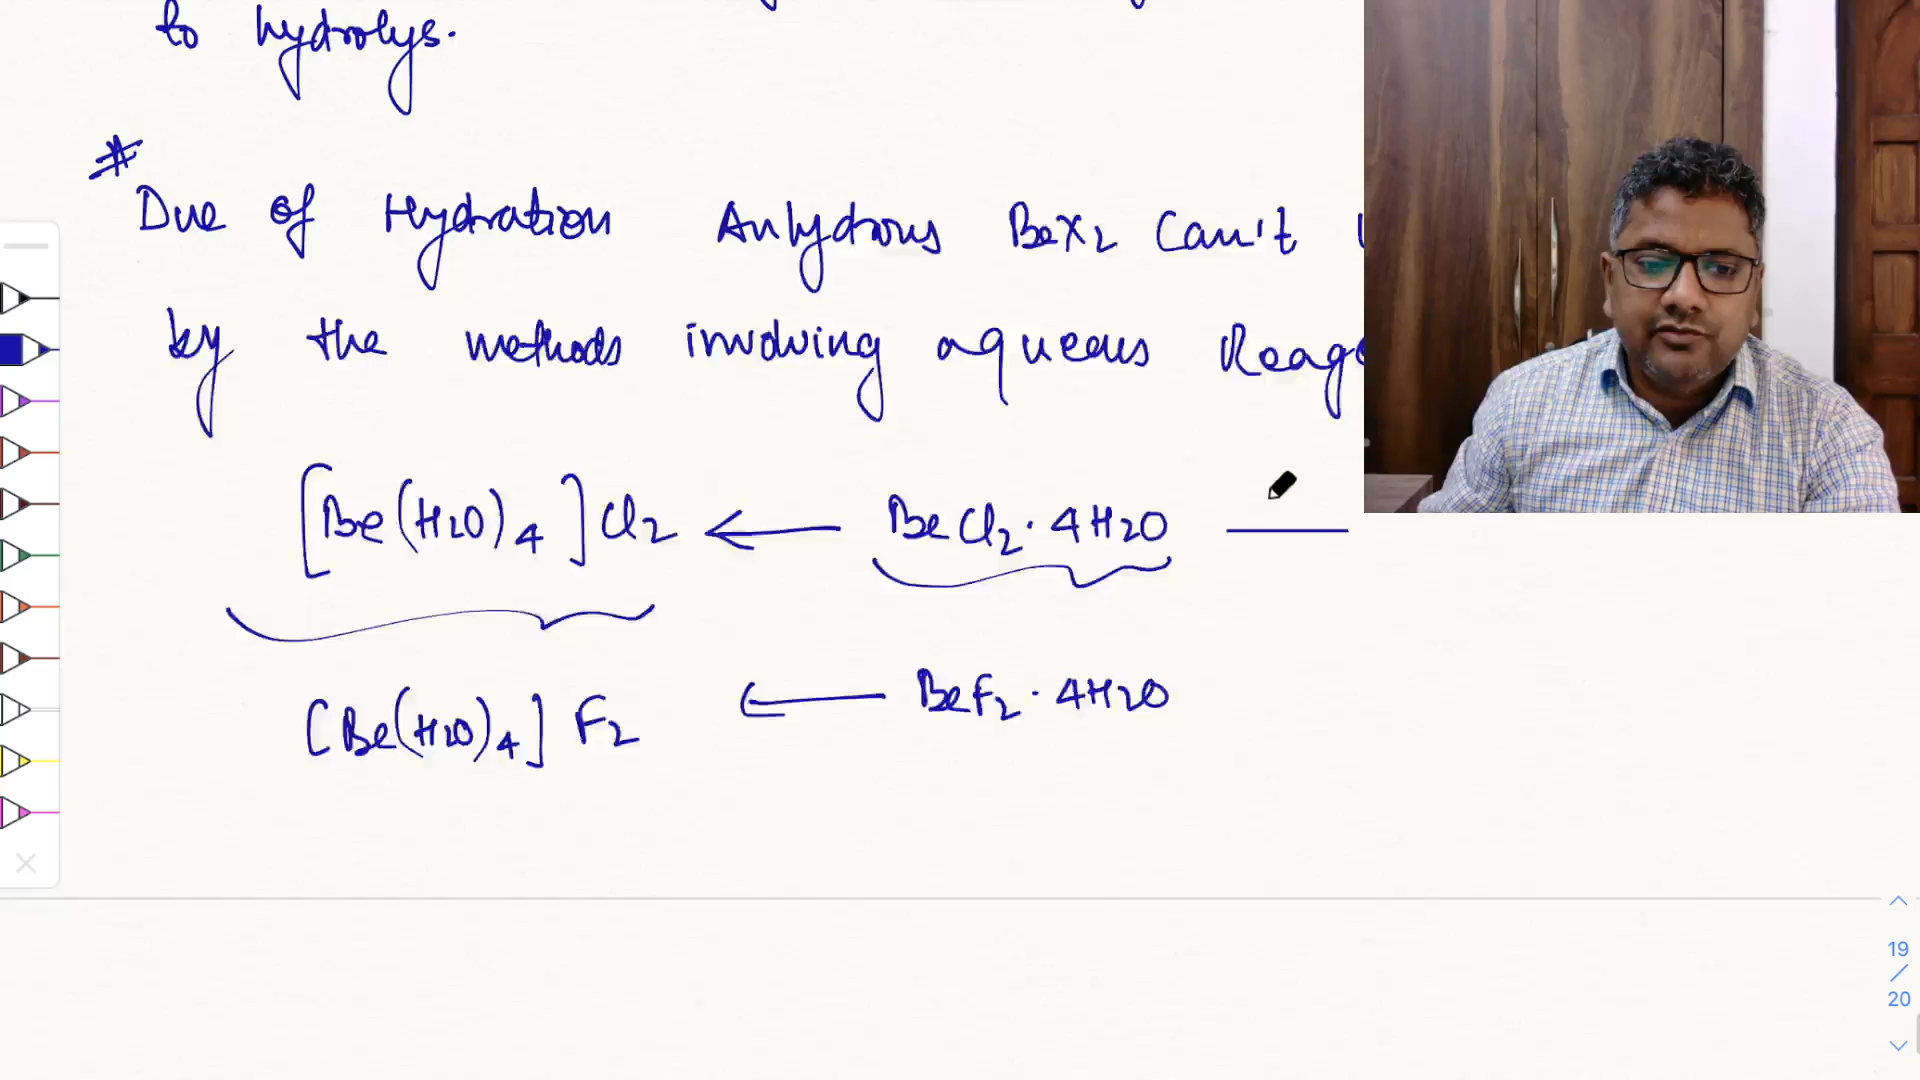 to hydrolys.
Due of Hydration Anhydrous BeX2 Can't
by the methods involving aqueous Reage
[Be(H2O)4]Cl2 ← BeCl2·4H2O
[Be(H2O)4] F2 ← BeF2·4H2O
19
/
20